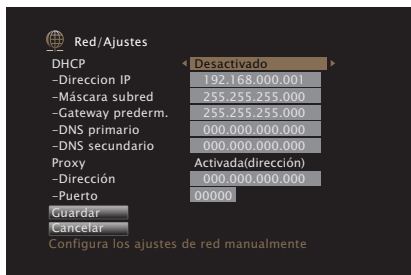 Red/Ajustes
DHCP Desactivado
-Direccion IP 192.168.000.001
-Máscara subred 255.255.255.000
-Gateway prederm. 255.255.255.000
-DNS primario 000.000.000.000
-DNS secundario 000.000.000.000
Proxy Activada(dirección)
-Dirección 000.000.000.000
-Puerto 00000
Guardar
Cancelar
Configura los ajustes de red manualmente